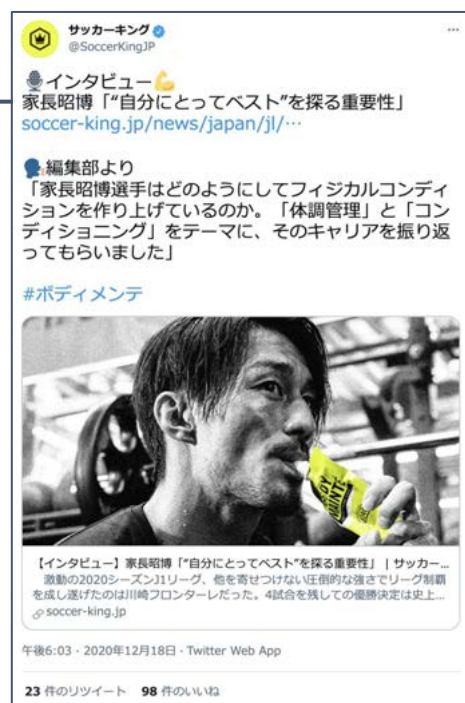 サッカーキング
@SoccerKingJP
インタビュー
家長昭博「“自分にとってベスト”を探る重要性」
soccer-king.jp/news/japan/jl/…
編集部より
「家長昭博選手はどのようにしてフィジカルコンディ
ションを作り上げているのか。「体調管理」と「コン
ディショニング」をテーマに、そのキャリアを振り返
ってもらいました」
#ボディメンテ
【インタビュー】家長昭博「“自分にとってベスト”を探る重要性」 | サッカー...
激動の2020シーズンJ1リーグ、他を寄せつけない圧倒的な強さでリーグ制覇
を成し遂げたのは川崎フロンターレだった。4試合を残しての優勝決定は史上...
soccer-king.jp
午後6:03 · 2020年12月18日 · Twitter Web App
23 件のリツイート 98 件のいいね